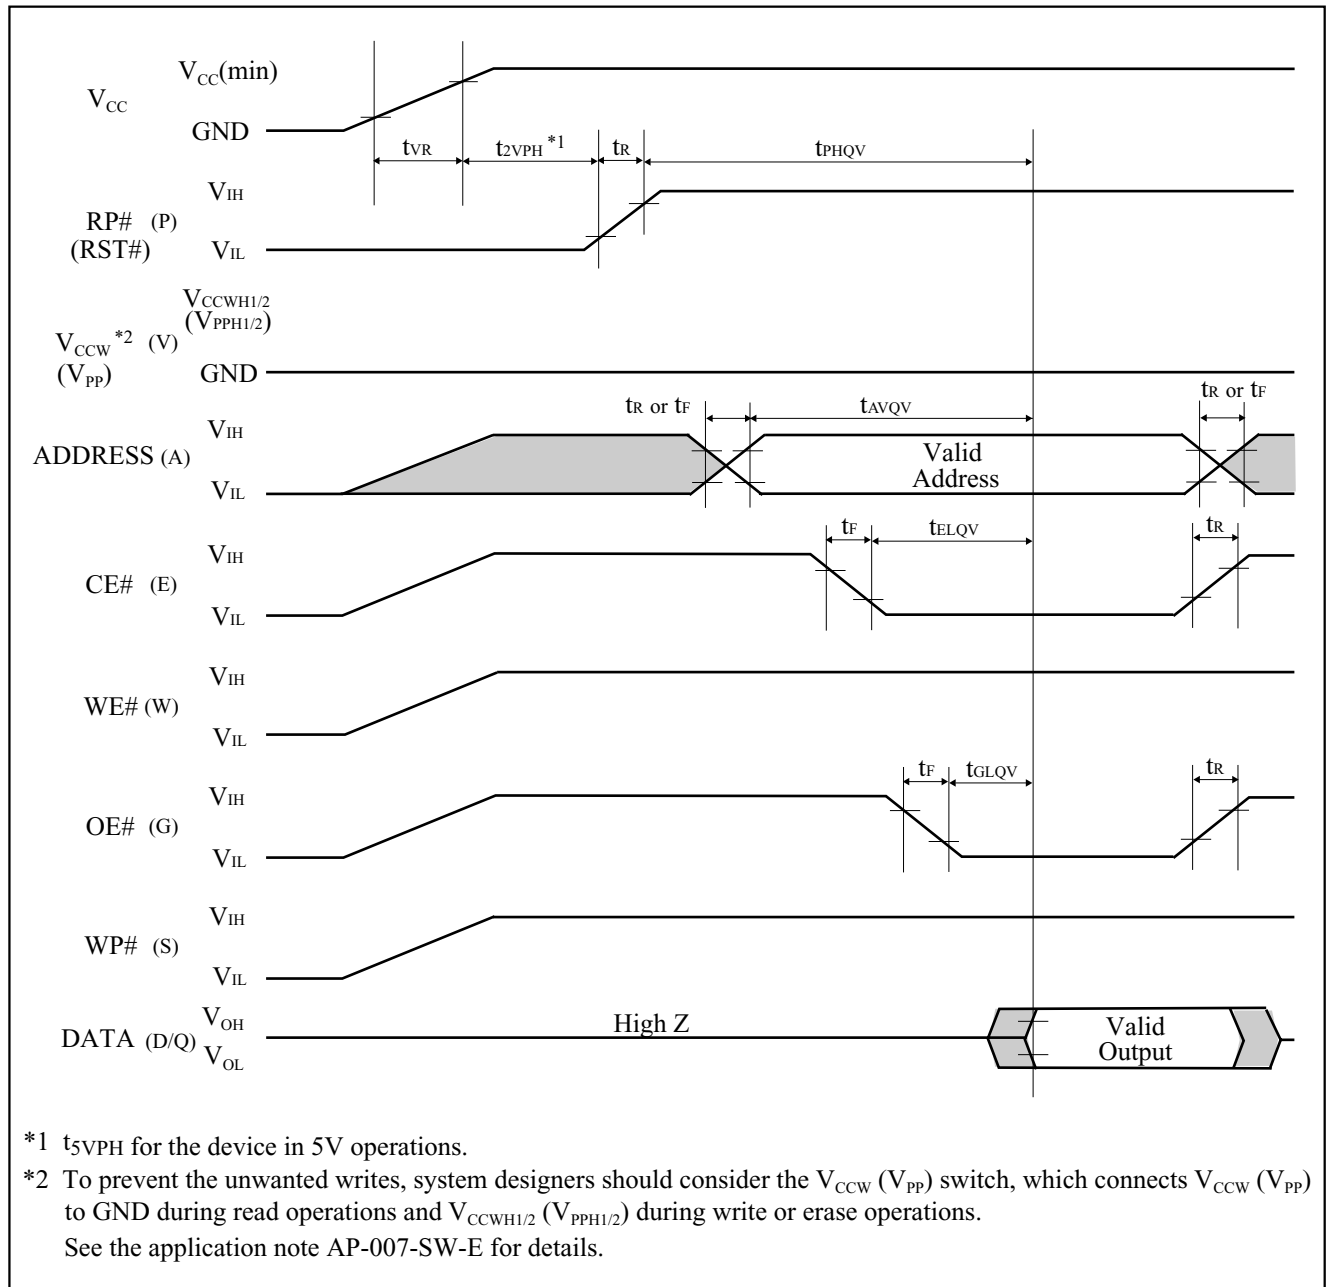 VCC(min)
VCC
GND
tVR t2VPH *1 tR tPHQV
VIH
RP# (P)
(RST#)
VIL
VCCWH1/2
(VPPH1/2)
VCCW *2 (V)
(VPP)
GND
tR or tF tAVQV tR or tF
VIH
ADDRESS (A)
Valid
Address
VIL
tF tELQV tR
VIH
CE# (E)
VIL
VIH
WE# (W)
VIL
tF tGLQV tR
VIH
OE# (G)
VIL
VIH
WP# (S)
VIL
VOH
High Z
DATA (D/Q)
Valid
Output
VOL
*1 t5VPH for the device in 5V operations.
*2 To prevent the unwanted writes, system designers should consider the VCCW (VPP) switch, which connects VCCW (VPP)
to GND during read operations and VCCWH1/2 (VPPH1/2) during write or erase operations.
See the application note AP-007-SW-E for details.